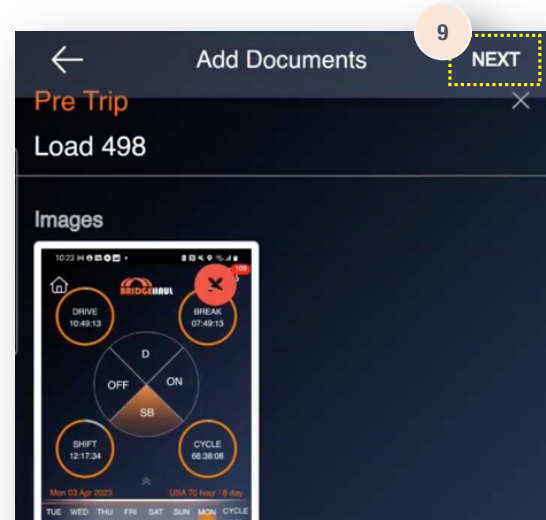 9
Add Documents
NEXT
Pre Trip
Load 498
Images
10:23
109
BRIDGEHAUL
DRIVE
10:49:13
BREAK
07:49:13
D
OFF
ON
SB
SHIFT
12:17:34
CYCLE
68:38:08
Mon 03 Apr 2023
USA 70 hour / 8 day
TUE WED THU FRI SAT SUN MON CYCLE